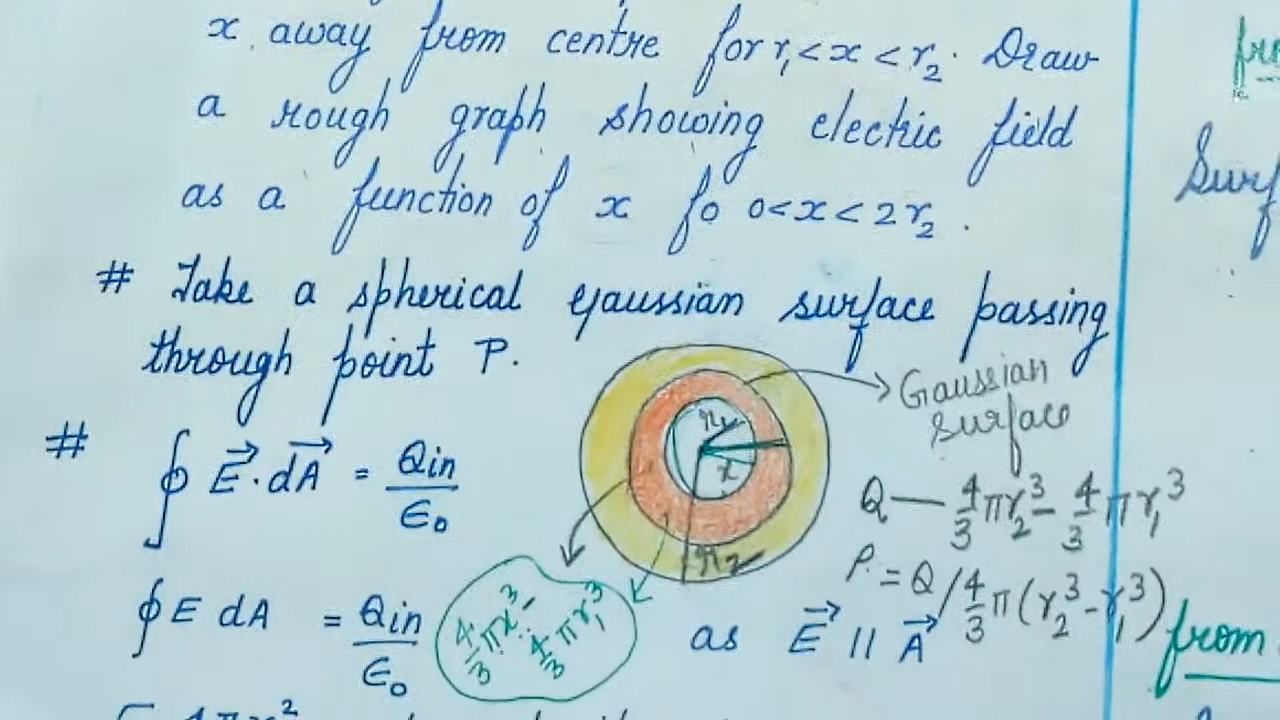 x away from centre for r₁ < x < r₂. Draw
a rough graph showing electric field
as a function of x fo 0<x<2r₂.
# Take a spherical gaussian surface passing
through point P.
Gaussian
surface
r₁
x
r₂
# ∮ E⃗.dA⃗ = Qin/ϵ₀
Q — 4/3 πr₂³ - 4/3 πr₁³
ρ = Q / 4/3 π(r₂³ - r₁³)
∮ E dA = Qin/ϵ₀
4/3 πx³ -
4/3 πr₁³
as E⃗ || A⃗
from
Surf